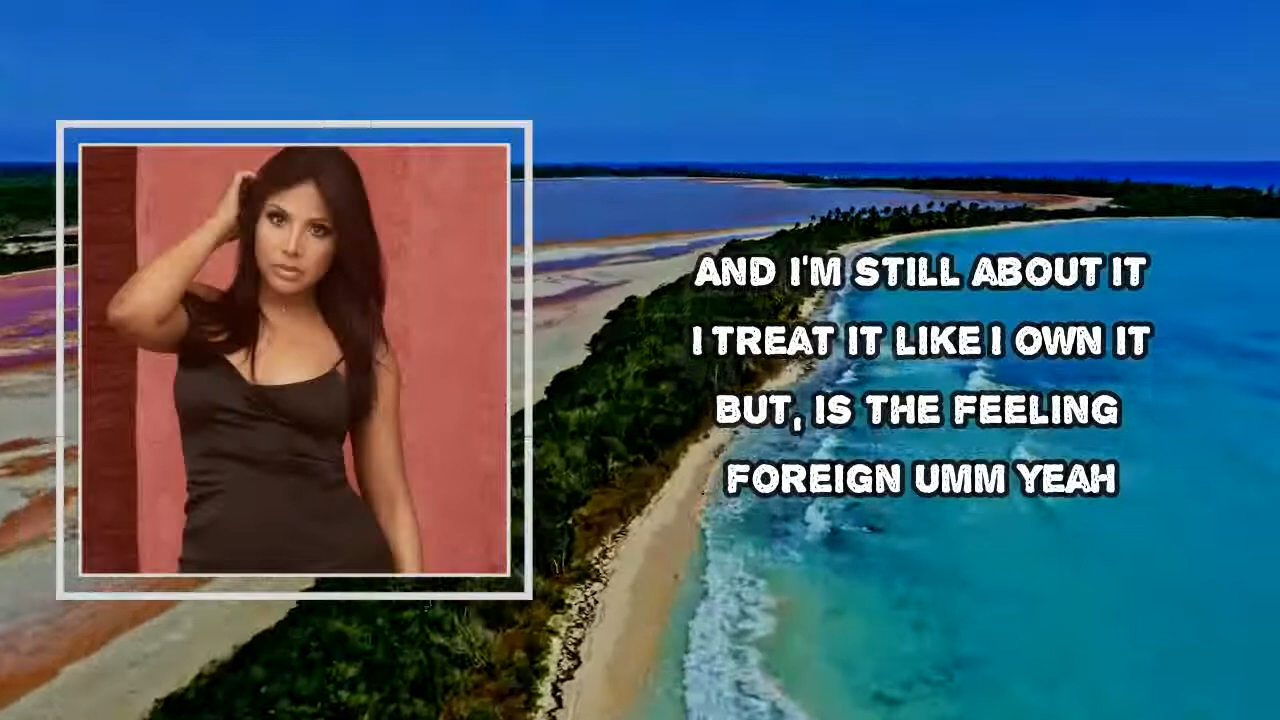 AND I'M STILL ABOUT IT
I TREAT IT LIKE I OWN IT
BUT, IS THE FEELING
FOREIGN UMM YEAH